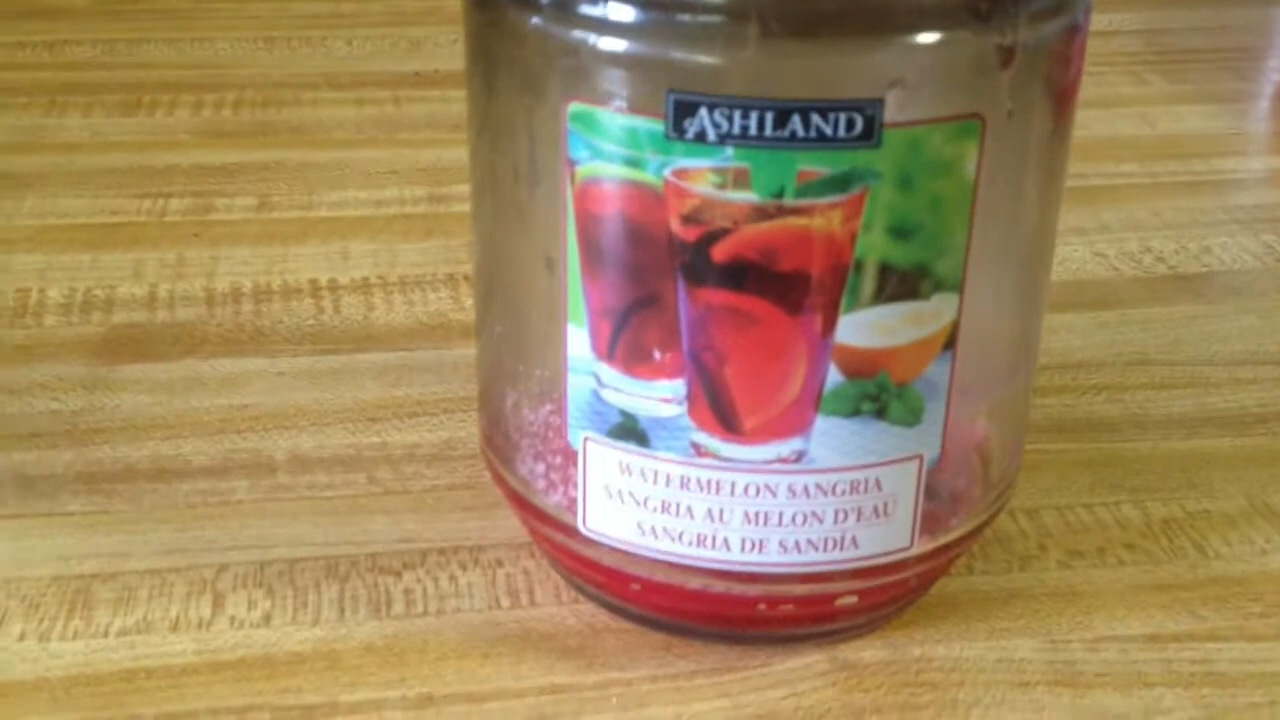 ASHLAND
WATERMELON SANGRIA
SANGRIA AU MELON D'EAU
SANGRÍA DE SANDÍA